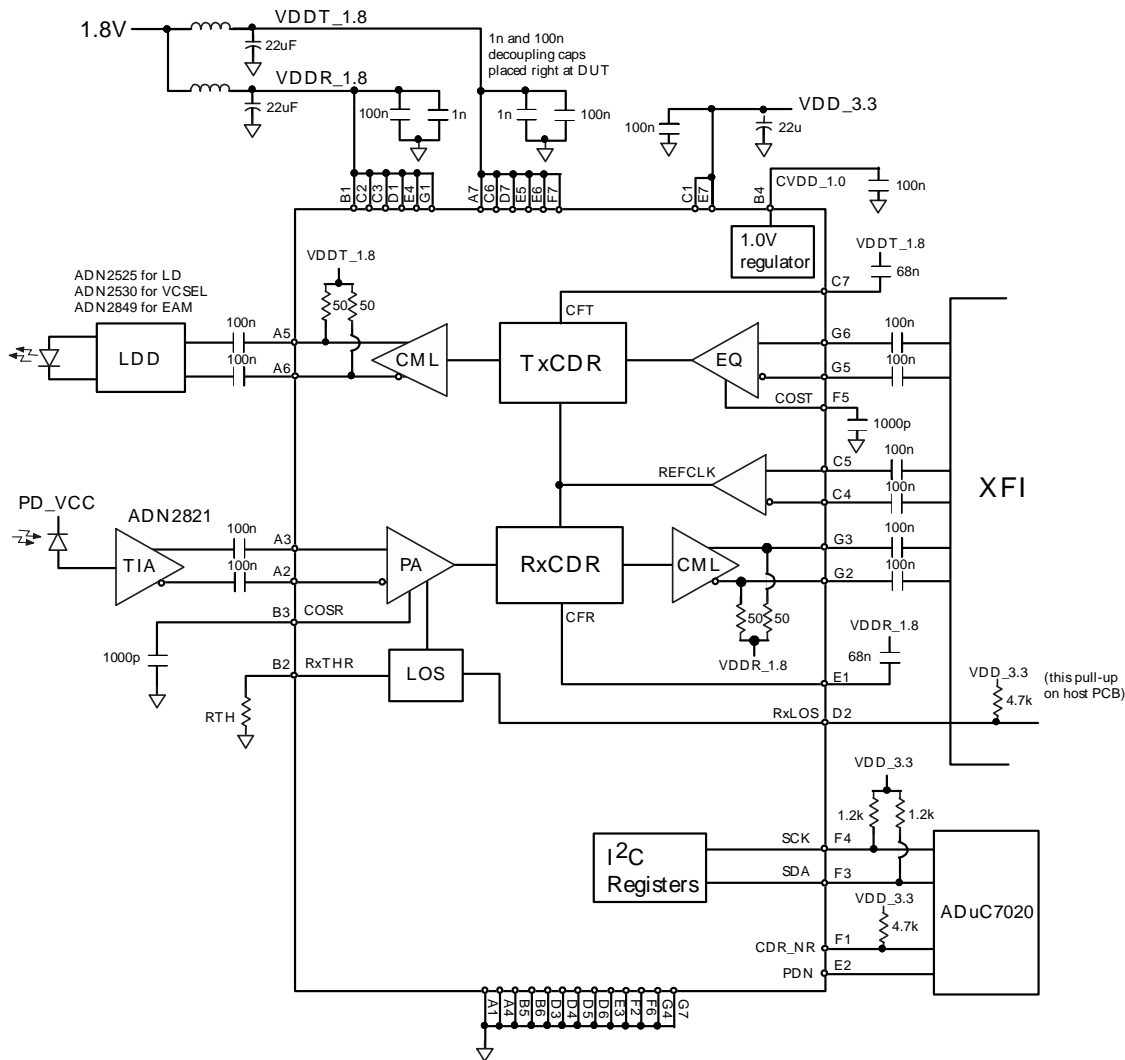 1.8V
VDDT_1.8
22uF
VDDR_1.8
22uF
100n
1n
1n and 100n
decoupling caps
placed right at DUT
1n
100n
100n
VDD_3.3
22u
B1
C2
C3
D1
E4
G1
A7
C6
D7
E5
E6
F7
C1
E7
B4
CVDD_1.0
100n
1.0V
regulator
VDDT_1.8
68n
C7
CFT
ADN2525 for LD
ADN2530 for VCSEL
ADN2849 for EAM
LDD
100n
100n
A5
A6
VDDT_1.8
50
50
CML
TxCDR
EQ
G6
100n
G5
100n
COST
F5
1000p
REFCLK
C5
100n
C4
100n
XFI
PD_VCC
ADN2821
TIA
100n
100n
A3
A2
PA
RxCDR
CML
G3
100n
G2
100n
50
50
VDDR_1.8
CFR
VDDR_1.8
68n
E1
B3
COSR
1000p
B2
RxTHR
RTH
LOS
RxLOS
D2
VDD_3.3
4.7k
(this pull-up
on host PCB)
VDD_3.3
1.2k
1.2k
I2C
Registers
SCK
F4
SDA
F3
VDD_3.3
4.7k
CDR_NR
F1
PDN
E2
ADuC7020
A1
A4
B5
B6
D3
D4
D5
D6
E3
F2
F6
G4
G7